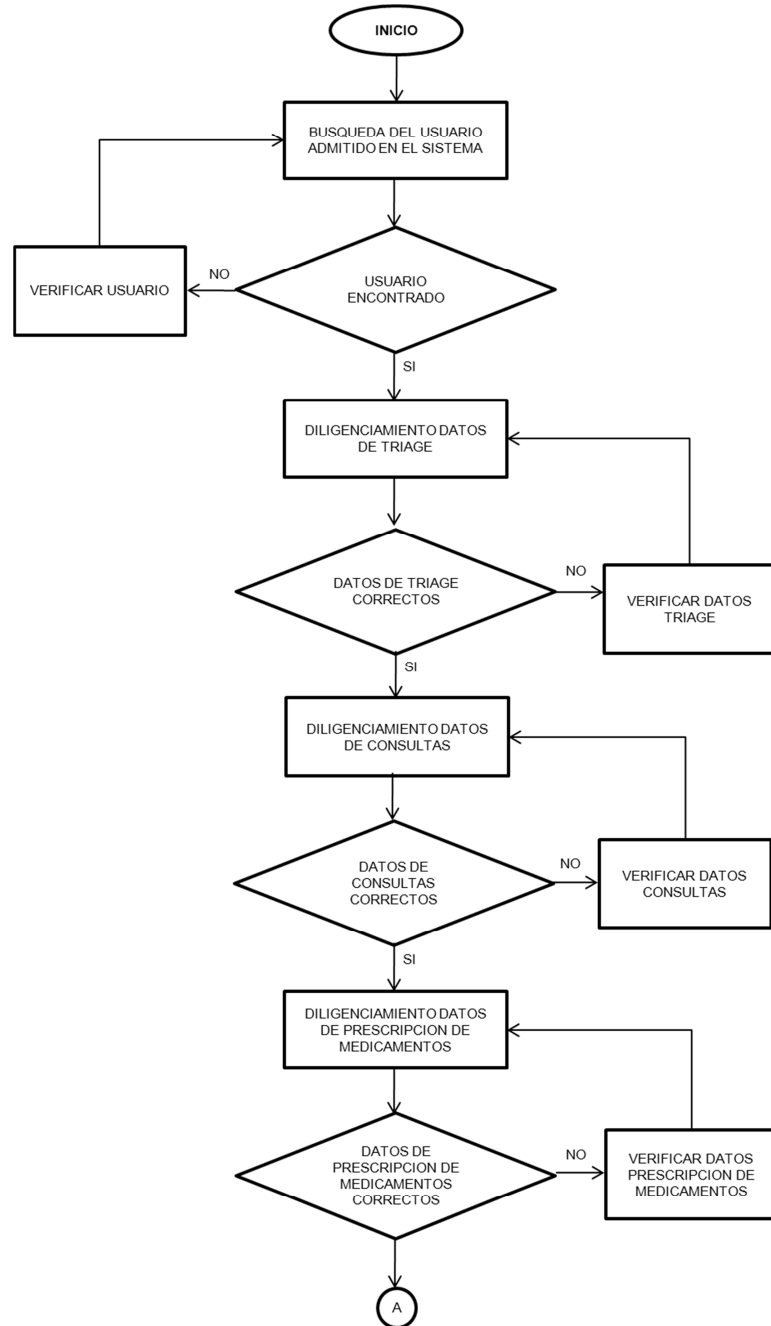 INICIO
BUSQUEDA DEL USUARIO
ADMITIDO EN EL SISTEMA
VERIFICAR USUARIO
NO
USUARIO
ENCONTRADO
SI
DILIGENCIAMIENTO DATOS
DE TRIAGE
DATOS DE TRIAGE
CORRECTOS
NO
VERIFICAR DATOS
TRIAGE
SI
DILIGENCIAMIENTO DATOS
DE CONSULTAS
DATOS DE
CONSULTAS
CORRECTOS
NO
VERIFICAR DATOS
CONSULTAS
SI
DILIGENCIAMIENTO DATOS
DE PRESCRIPCION DE
MEDICAMENTOS
DATOS DE
PRESCRIPCION DE
MEDICAMENTOS
CORRECTOS
NO
VERIFICAR DATOS
PRESCRIPCION DE
MEDICAMENTOS
A